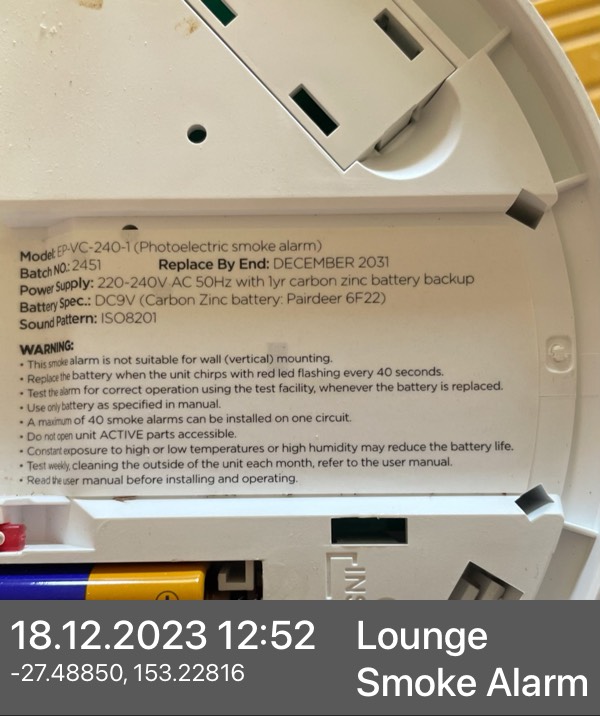 Model: EP-VC-240-1 (Photoelectric smoke alarm)
Batch NO.: 2451 Replace By End: DECEMBER 2031
Power Supply: 220-240V AC 50Hz with 1yr carbon zinc battery backup
Battery Spec.: DC9V (Carbon Zinc battery: Pairdeer 6F22)
Sound Pattern: ISO8201
WARNING:
• This smoke alarm is not suitable for wall (vertical) mounting.
• Replace the battery when the unit chirps with red led flashing every 40 seconds.
• Test the alarm for correct operation using the test facility, whenever the battery is replaced.
• Use only battery as specified in manual.
• A maximum of 40 smoke alarms can be installed on one circuit.
• Do not open unit ACTIVE parts accessible.
• Constant exposure to high or low temperatures or high humidity may reduce the battery life.
• Test weekly, cleaning the outside of the unit each month, refer to the user manual.
• Read the user manual before installing and operating.
18.12.2023 12:52
-27.48850, 153.22816
Lounge
Smoke Alarm